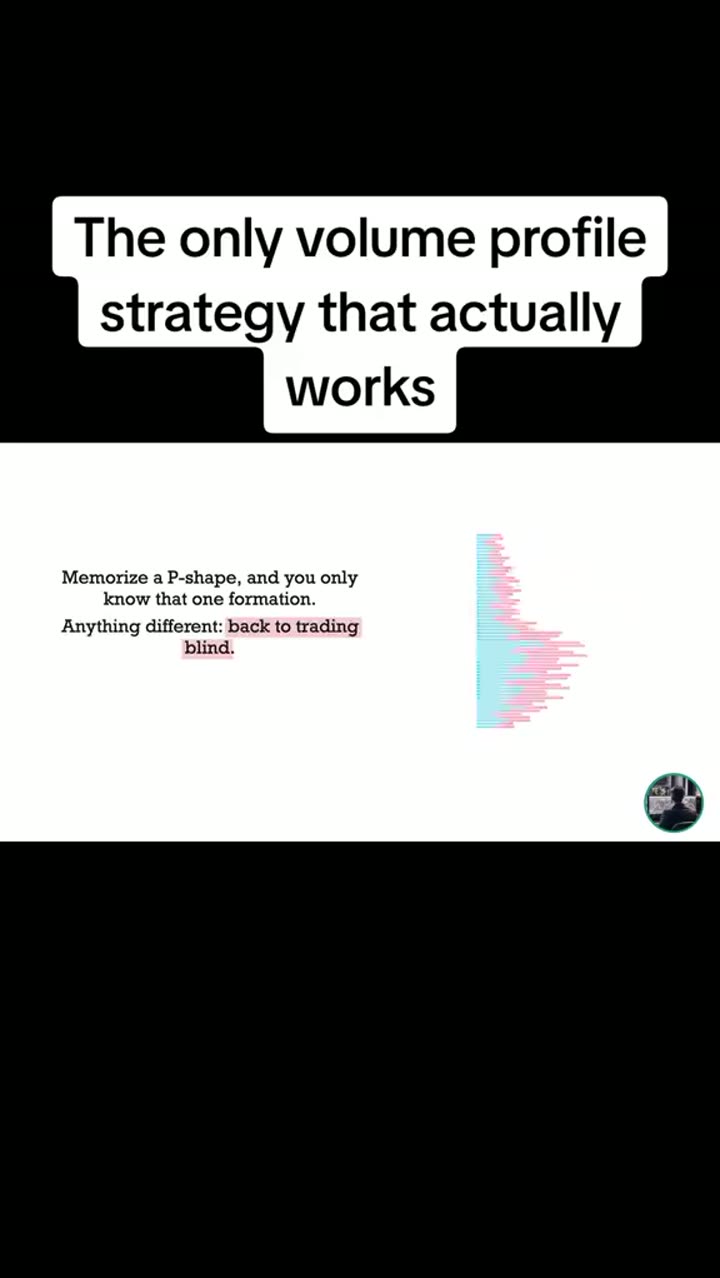 The only volume profile
strategy that actually
works
Memorize a P-shape, and you only
know that one formation.
Anything different: back to trading
blind.